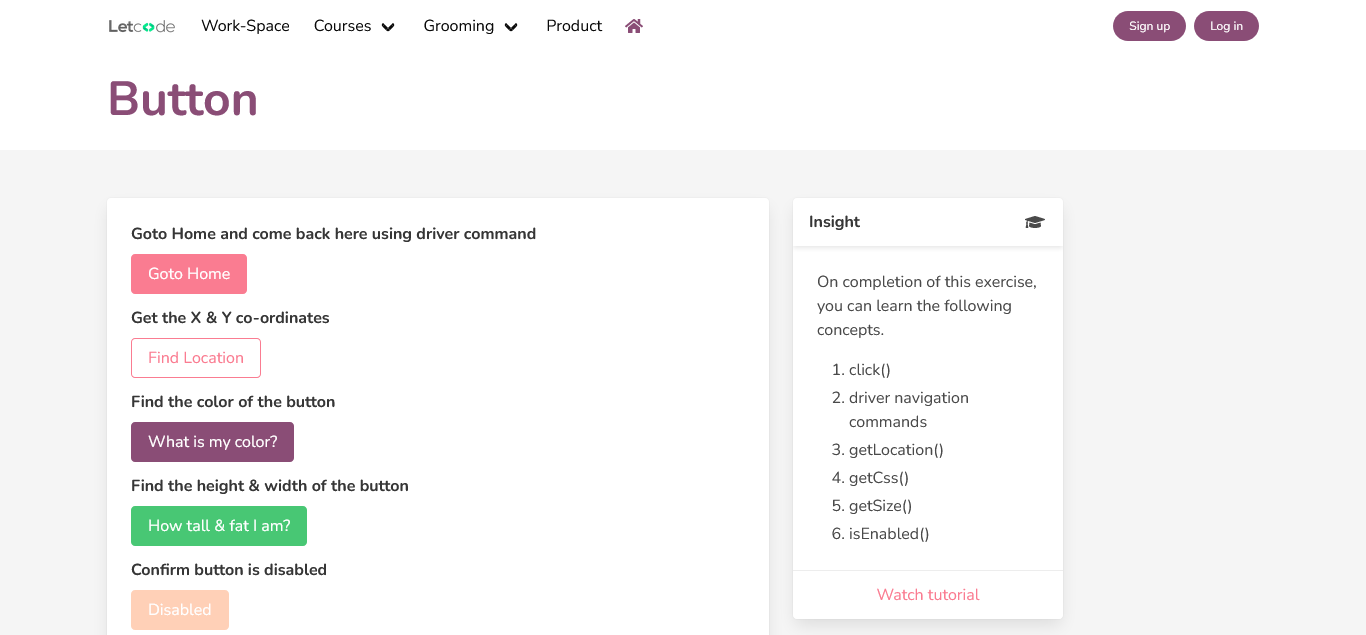 Letcode Work-Space Courses Grooming Product Sign up Log in
Button
Goto Home and come back here using driver command
Goto Home
Get the X & Y co-ordinates
Find Location
Find the color of the button
What is my color?
Find the height & width of the button
How tall & fat I am?
Confirm button is disabled
Disabled
Insight
On completion of this exercise,
you can learn the following
concepts.
1. click()
2. driver navigation
commands
3. getLocation()
4. getCss()
5. getSize()
6. isEnabled()
Watch tutorial